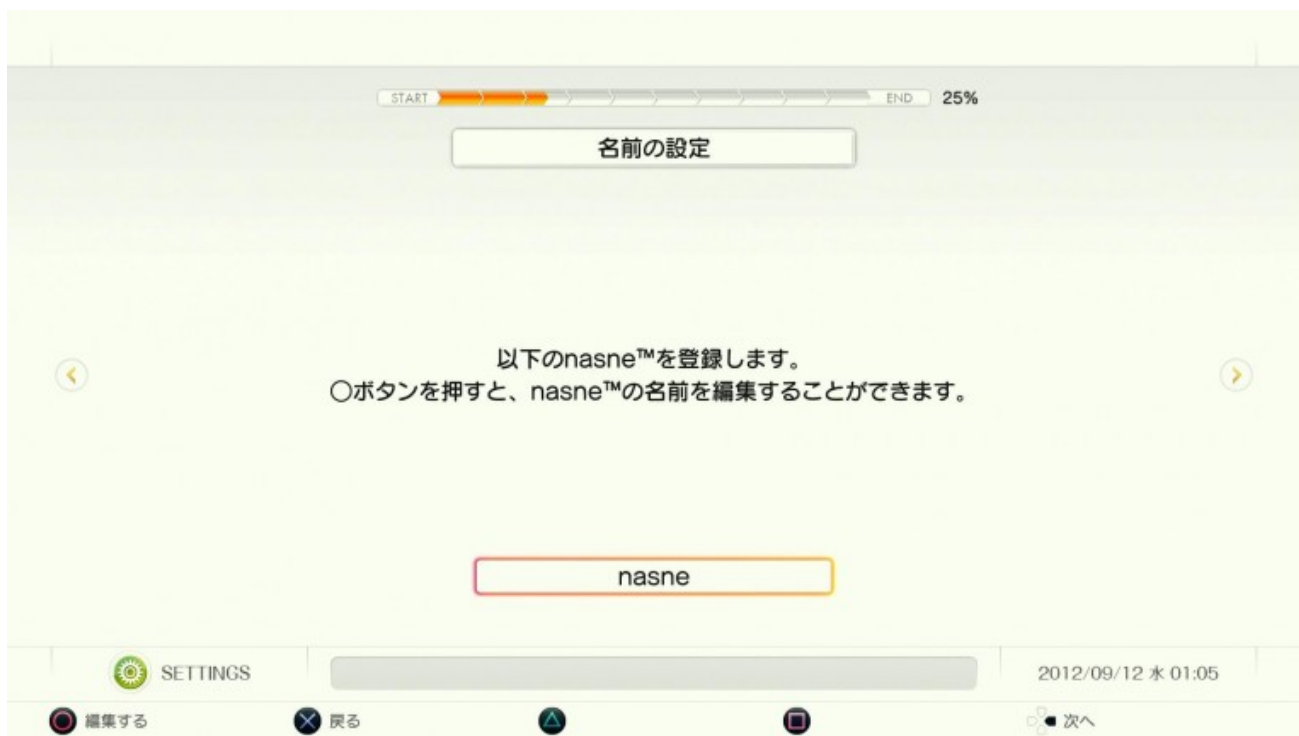 START
END
25%
名前の設定
以下のnasne™を登録します。
○ボタンを押すと、nasne™の名前を編集することができます。
nasne
SETTINGS
2012/09/12 水 01:05
編集する
戻る
次へ